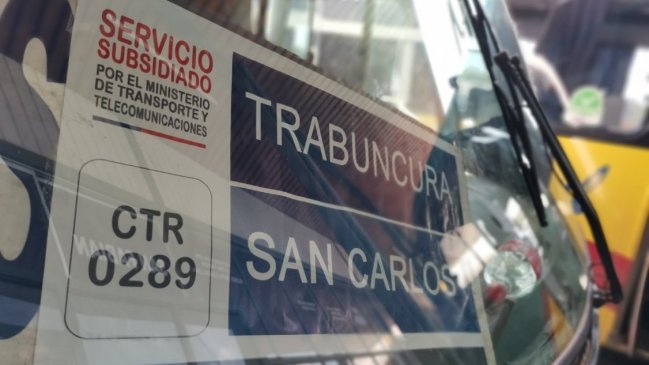 SERVICIO
SUBSIDIADO
POR EL MINISTERIO
DE TRANSPORTE Y
TELECOMUNICACIONES
CTR
0289
TRABUNCURA
SAN CARLOS